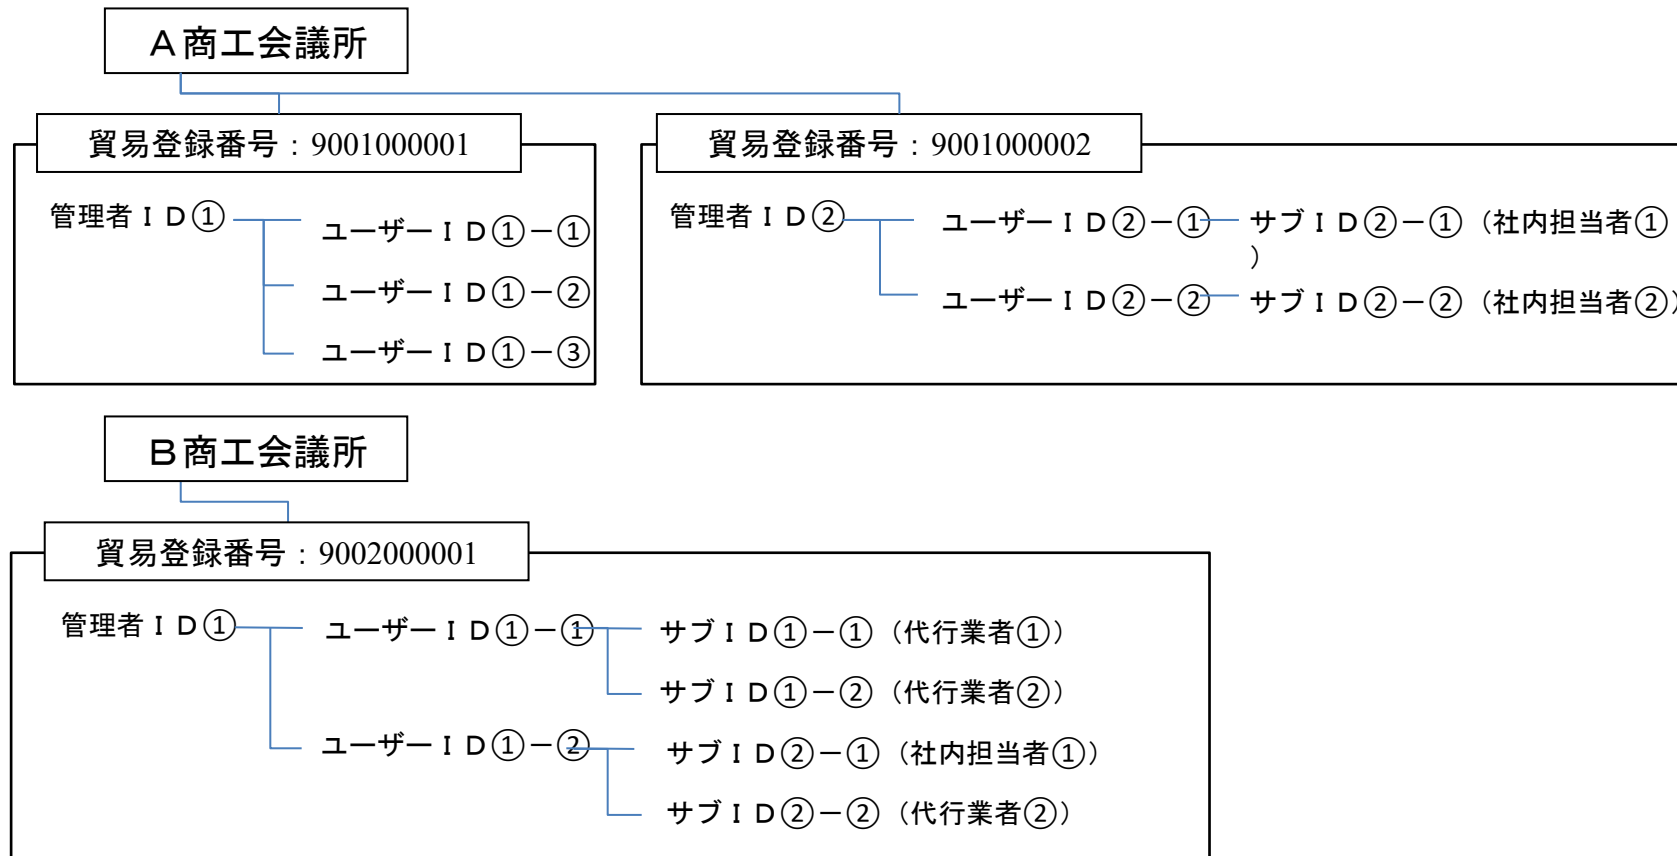 A商工会議所
貿易登録番号：9001000001
管理者ＩＤ①
ユーザーＩＤ①－①
ユーザーＩＤ①－②
ユーザーＩＤ①－③
貿易登録番号：9001000002
管理者ＩＤ②
ユーザーＩＤ②－①
サブＩＤ②－①（社内担当者①
）
ユーザーＩＤ②－②
サブＩＤ②－②（社内担当者②）
B商工会議所
貿易登録番号：9002000001
管理者ＩＤ①
ユーザーＩＤ①－①
サブＩＤ①－①（代行業者①）
サブＩＤ①－②（代行業者②）
ユーザーＩＤ①－②
サブＩＤ②－①（社内担当者①）
サブＩＤ②－②（代行業者②）